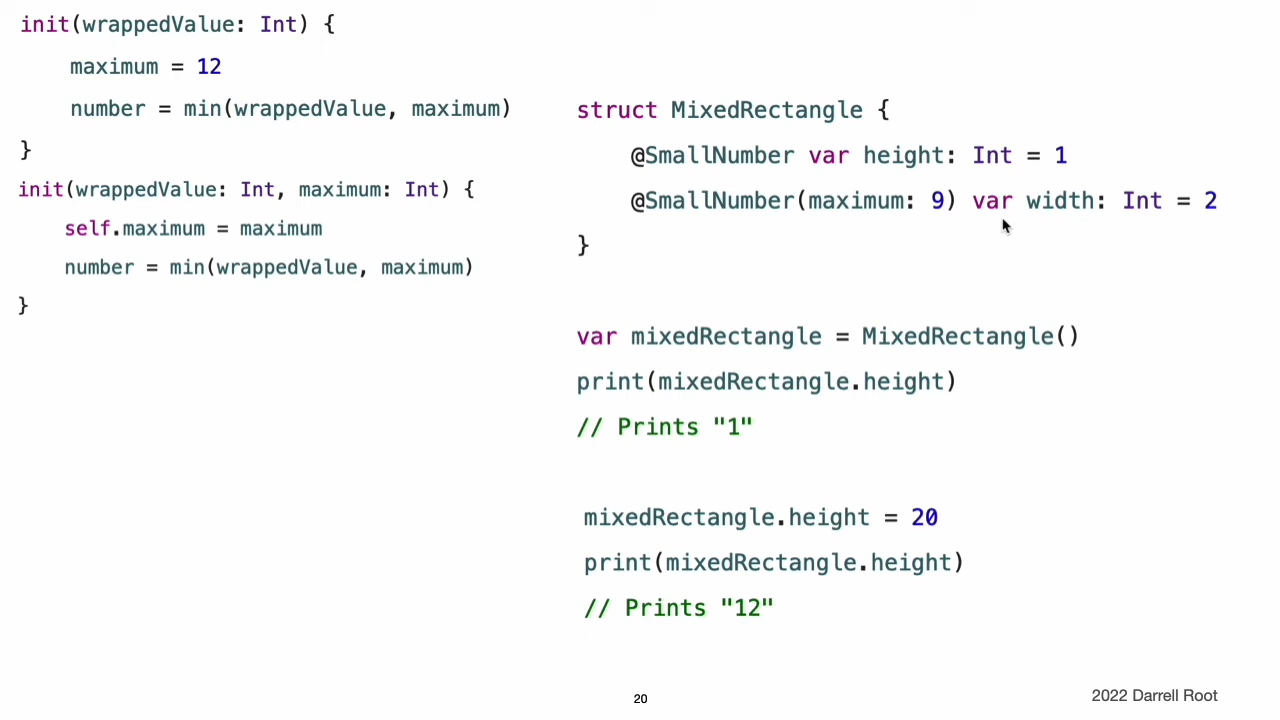 init(wrappedValue: Int) {
maximum = 12
number = min(wrappedValue, maximum)
}
init(wrappedValue: Int, maximum: Int) {
self.maximum = maximum
number = min(wrappedValue, maximum)
}
struct MixedRectangle {
@SmallNumber var height: Int = 1
@SmallNumber(maximum: 9) var width: Int = 2
}
var mixedRectangle = MixedRectangle()
print(mixedRectangle.height)
// Prints "1"
mixedRectangle.height = 20
print(mixedRectangle.height)
// Prints "12"
20
2022 Darrell Root